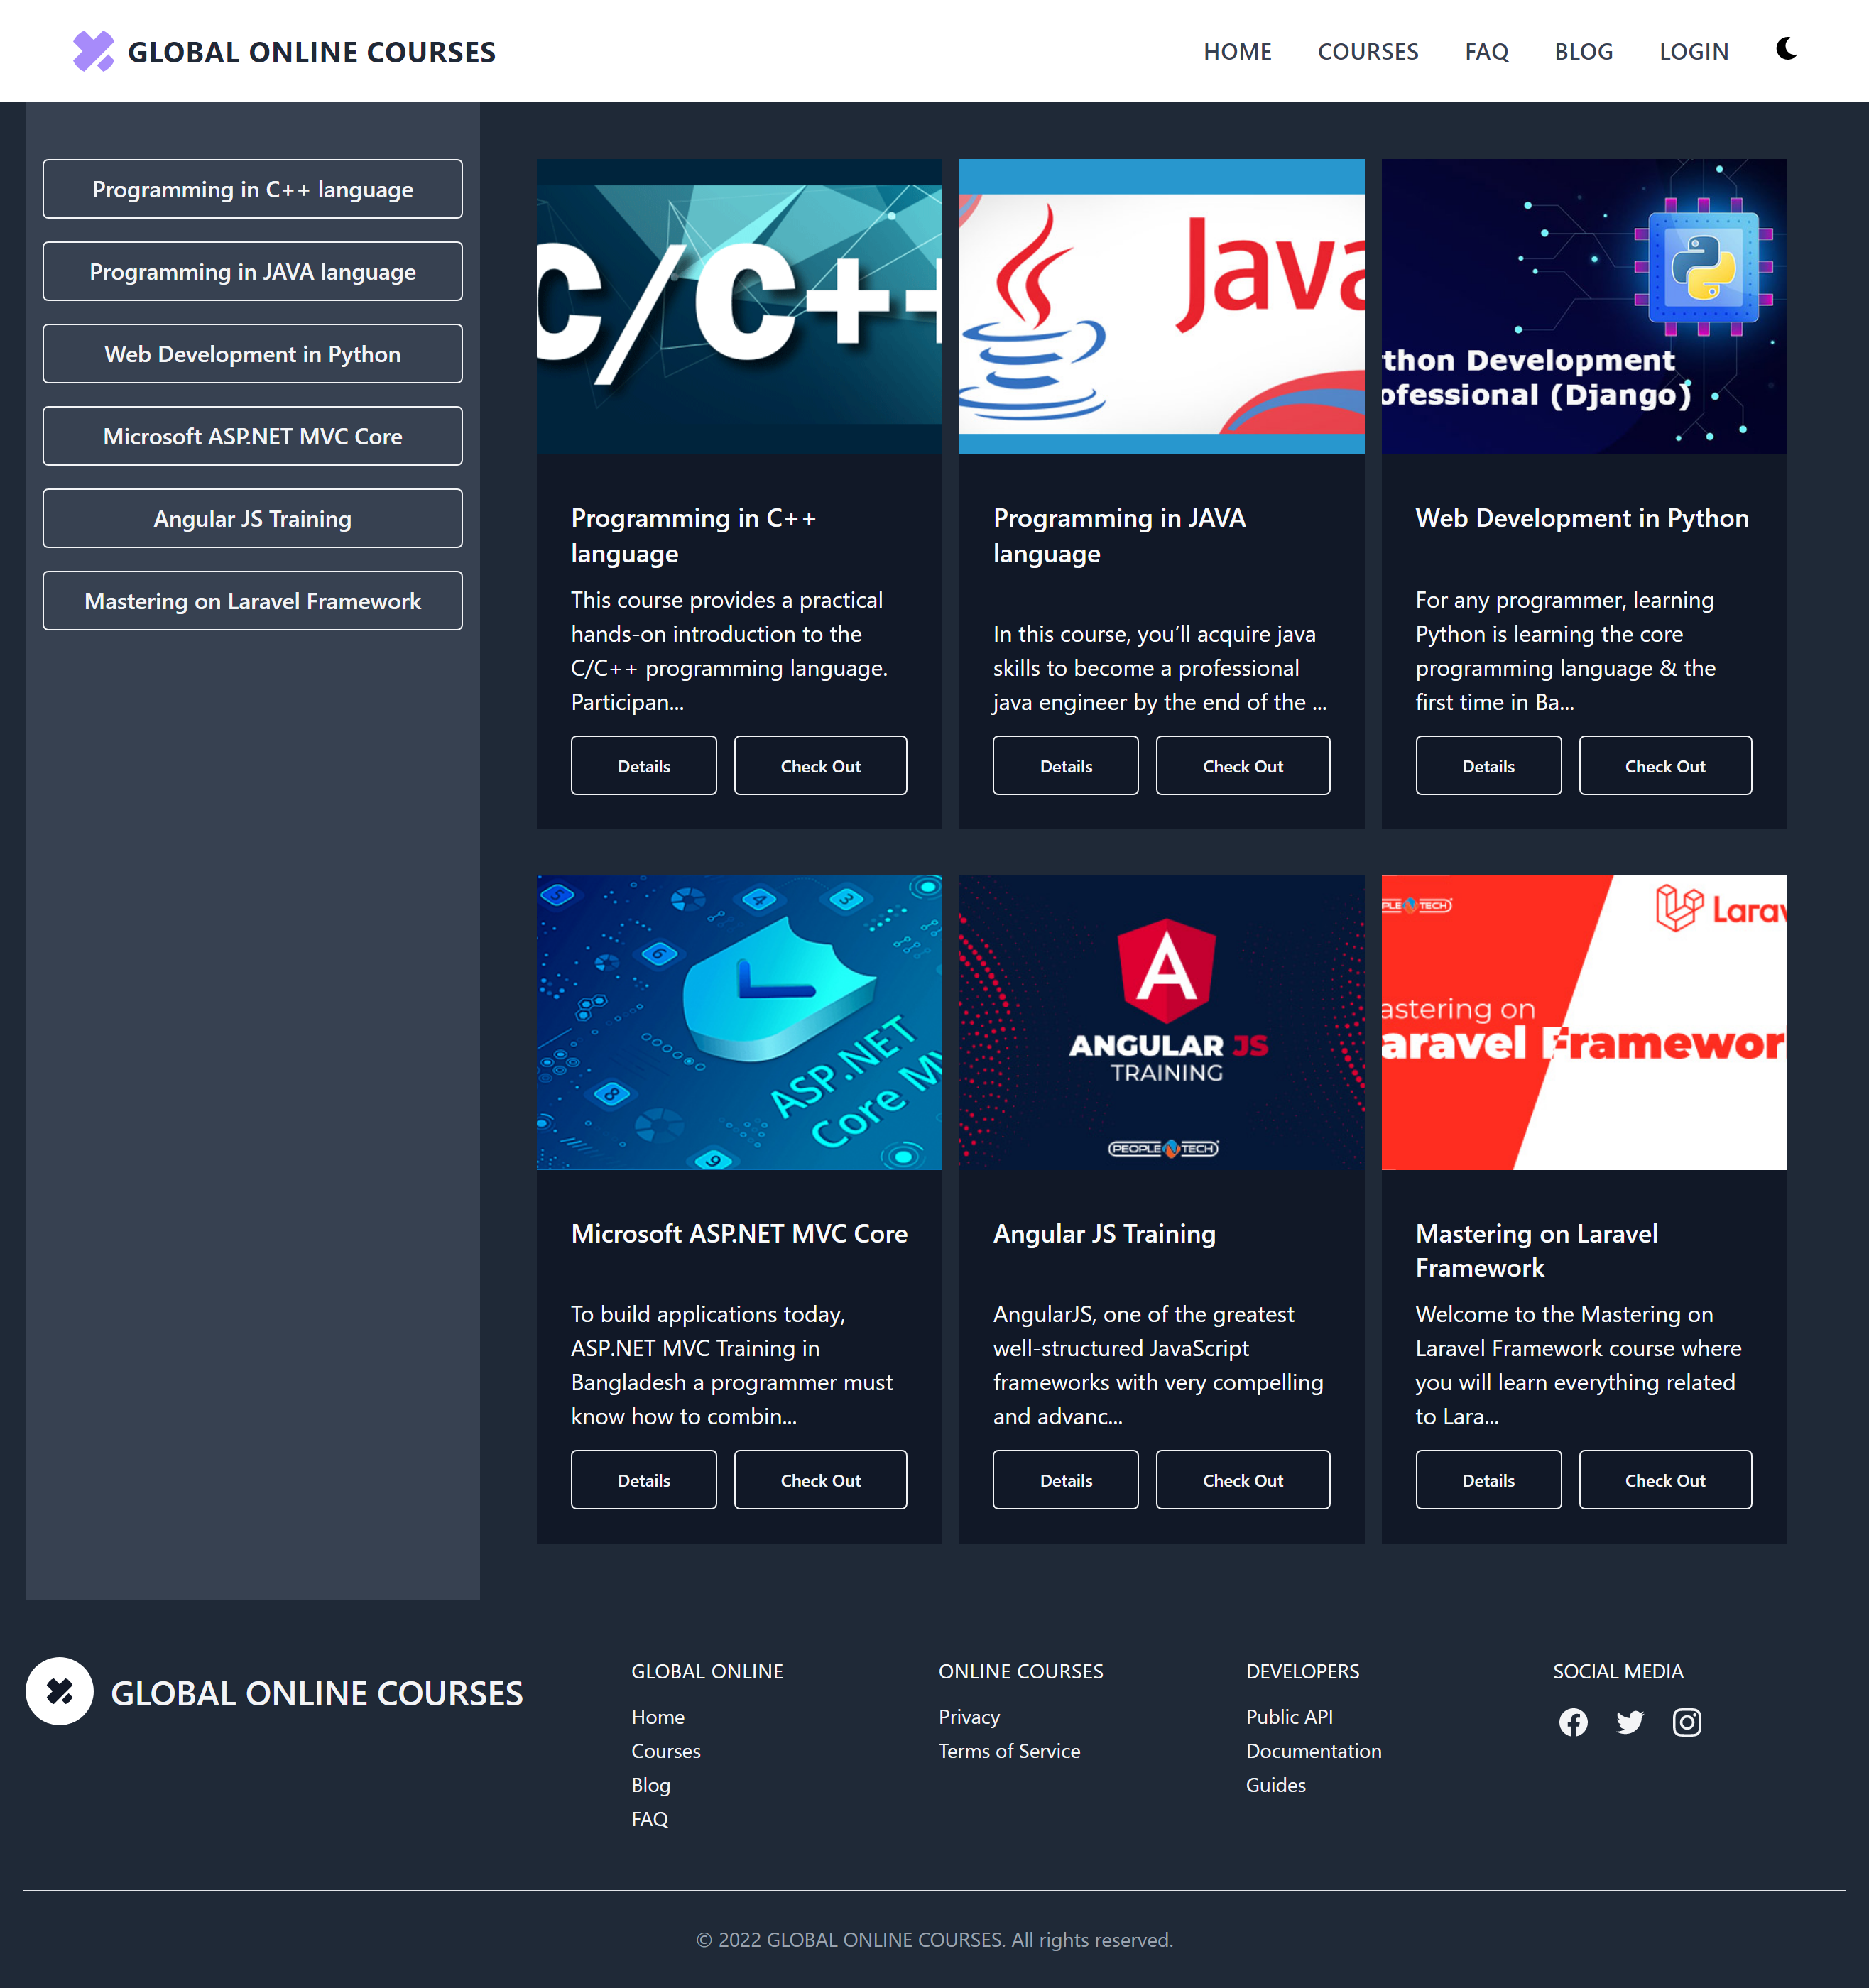 GLOBAL ONLINE COURSES
HOME
COURSES
FAQ
BLOG
LOGIN
Programming in C++ language
Programming in JAVA language
Web Development in Python
Microsoft ASP.NET MVC Core
Angular JS Training
Mastering on Laravel Framework
C/C++
Programming in C++
language
This course provides a practical
hands-on introduction to the
C/C++ programming language.
Participan...
Details
Check Out
Java
Programming in JAVA
language
In this course, you’ll acquire java
skills to become a professional
java engineer by the end of the ...
Details
Check Out
thon Development
ofessional (Django)
Web Development in Python
For any programmer, learning
Python is learning the core
programming language & the
first time in Ba...
Details
Check Out
5
4
3
6
8
9
ASP.NET
Core M
Microsoft ASP.NET MVC Core
To build applications today,
ASP.NET MVC Training in
Bangladesh a programmer must
know how to combin...
Details
Check Out
A
ANGULAR JS
TRAINING
PEOPLE N TECH
Angular JS Training
AngularJS, one of the greatest
well-structured JavaScript
frameworks with very compelling
and advanc...
Details
Check Out
PLE N TECH
Larav
astering on
aravel Framewor
Mastering on Laravel
Framework
Welcome to the Mastering on
Laravel Framework course where
you will learn everything related
to Lara...
Details
Check Out
GLOBAL ONLINE COURSES
GLOBAL ONLINE
Home
Courses
Blog
FAQ
ONLINE COURSES
Privacy
Terms of Service
DEVELOPERS
Public API
Documentation
Guides
SOCIAL MEDIA
© 2022 GLOBAL ONLINE COURSES. All rights reserved.